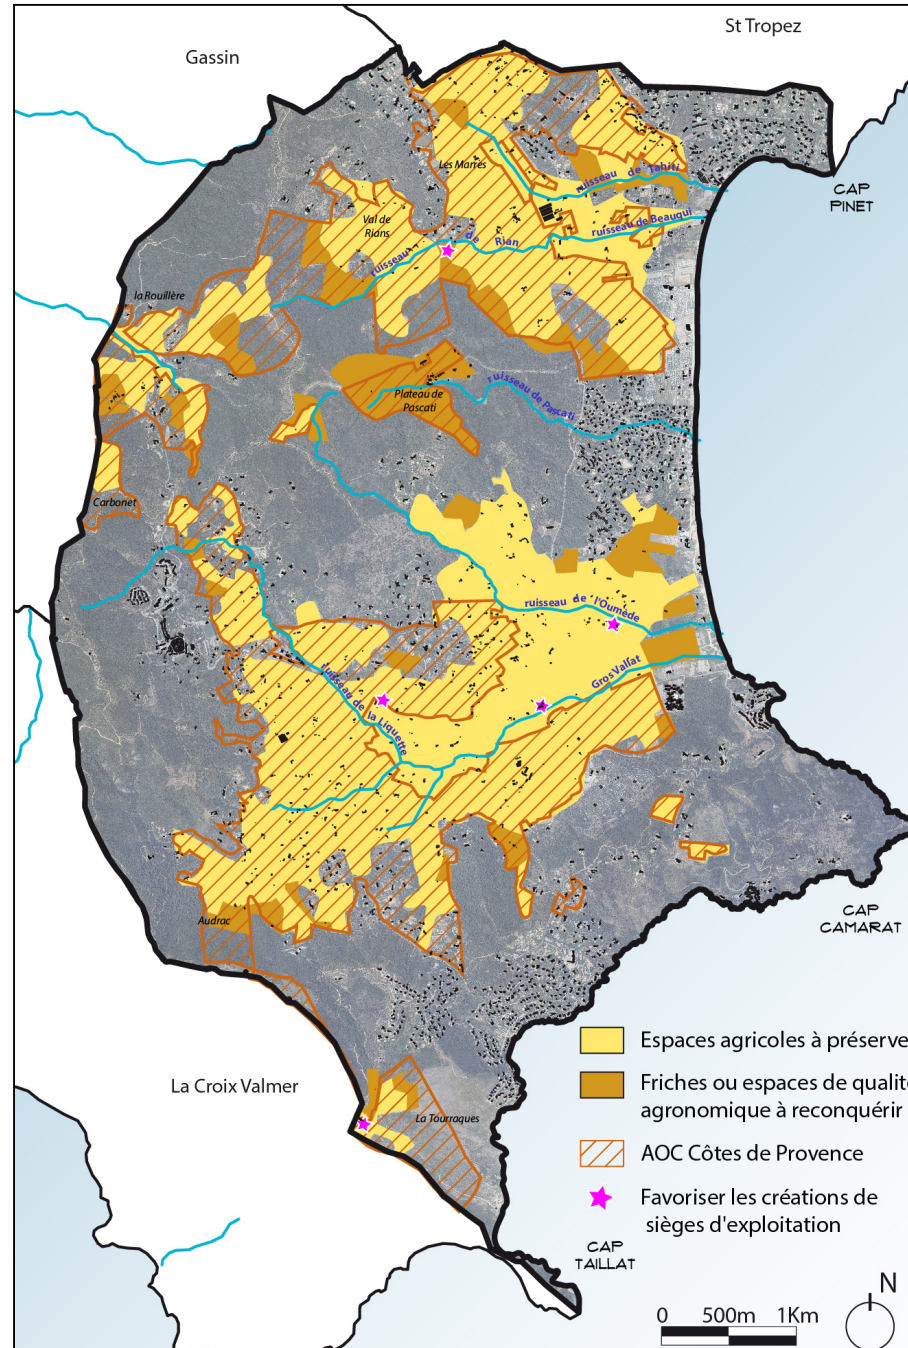 St Tropez
Gassin
CAP
PINET
Les Marres
ruisseau de Tahiti
Val de
Rians
ruisseau de Rian
ruisseau de Beauqui
la Rouillère
Plateau de
Pascati
ruisseau de Pascati
Carbonet
ruisseau de l'Oumède
Gros Vallat
ruisseau de la Liquette
Audrac
CAP
CAMARAT
La Croix Valmer
La Tourraques
CAP
TAILLAT
Espaces agricoles à préserve
Friches ou espaces de qualité
agronomique à reconquérir
AOC Côtes de Provence
Favoriser les créations de
sièges d'exploitation
0 500m 1Km
N